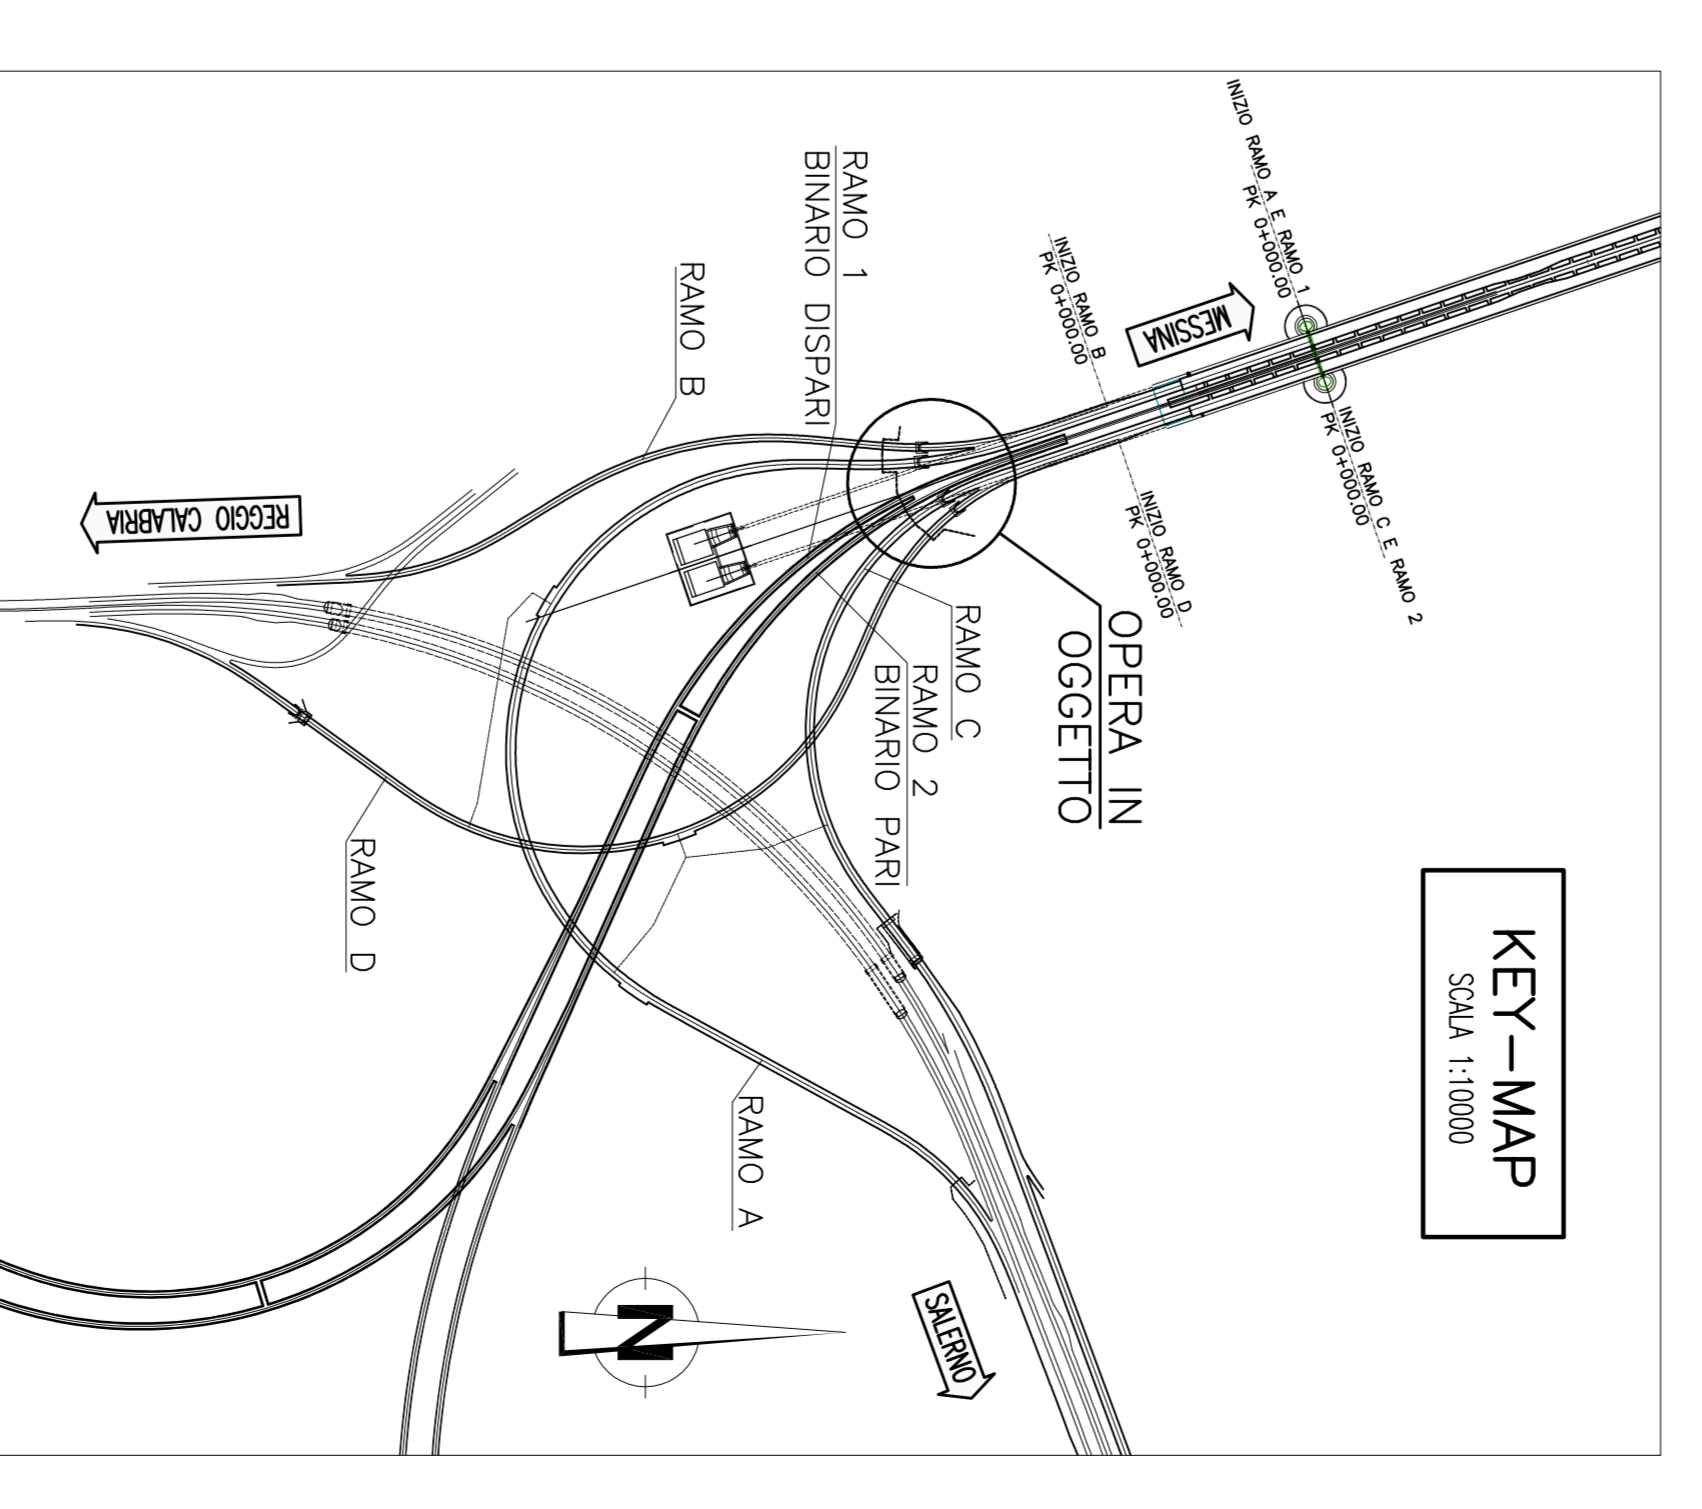 KEY-MAP
SCALA 1:10000
INIZIO RAMO A E RAMO 1
PK 0+000.00
INIZIO RAMO C E RAMO 2
PK 0+000.00
INIZIO RAMO B
PK 0+000.00
INIZIO RAMO D
PK 0+000.00
MESSINA
OPERA IN
OGGETTO
RAMO 1
BINARIO DISPARI
RAMO B
RAMO C
RAMO 2
BINARIO PARI
REGGIO CALABRIA
RAMO D
RAMO A
SALERNO
N